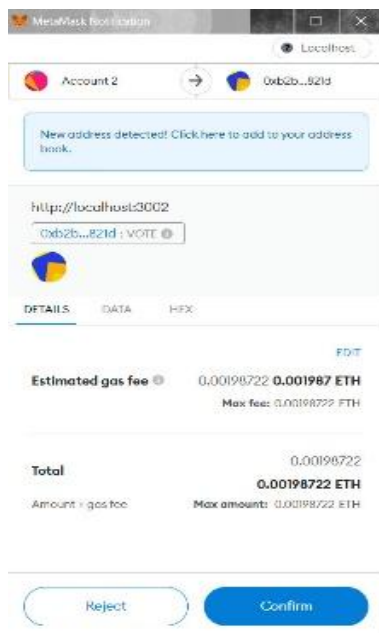 MetaMask Notification
Localhost
Account 2
0xb2b...821d
New address detected! Click here to add to your address
book.
http://localhost:3002
0xb2b...821d : VOTE
DETAILS DATA HEX
EDIT
Estimated gas fee 0.00198722 0.001987 ETH
Max fee: 0.00198722 ETH
0.00198722
Total
0.00198722 ETH
Amount + gas fee Max amount: 0.00198722 ETH
Reject Confirm